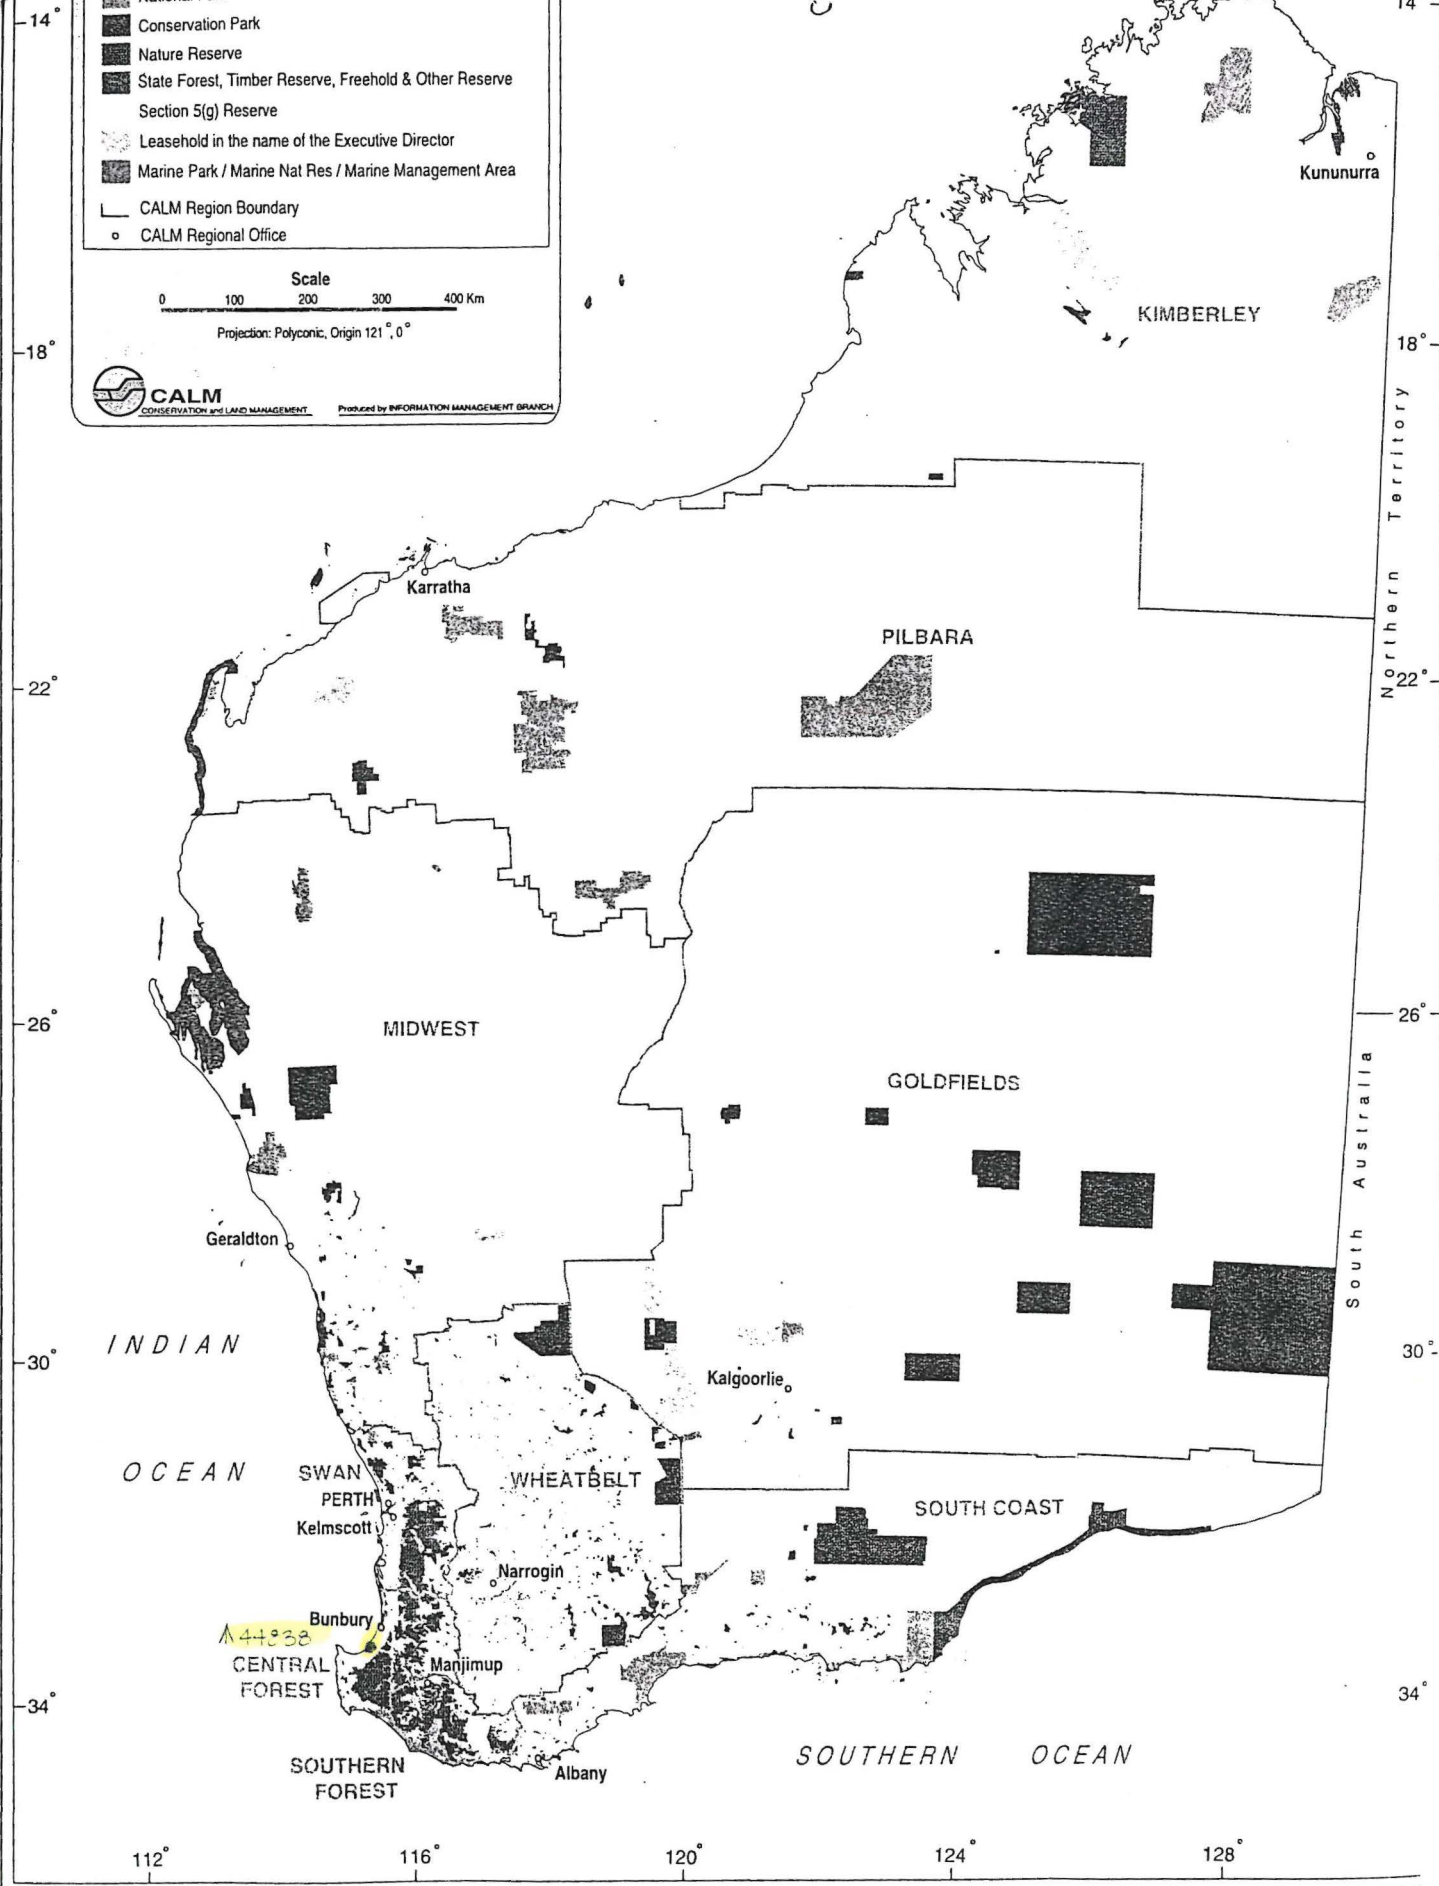 14°
14
Conservation Park
Nature Reserve
State Forest, Timber Reserve, Freehold & Other Reserve
Section 5(g) Reserve
Leasehold in the name of the Executive Director
Marine Park / Marine Nat Res / Marine Management Area
CALM Region Boundary
CALM Regional Office
Scale
0 100 200 300 400 Km
Projection: Polyconic, Origin 121°, 0°
CALM
CONSERVATION and LAND MANAGEMENT Produced by INFORMATION MANAGEMENT BRANCH
Kununurra
KIMBERLEY
18°
18°
Northern Territory
Karratha
PILBARA
22°
22°
26°
26°
MIDWEST
GOLDFIELDS
South Australia
Geraldton
INDIAN
30°
30°
Kalgoorlie
OCEAN
SWAN
WHEATBELT
PERTH
SOUTH COAST
Kelmscott
Narrogin
Bunbury
A 44838
CENTRAL
FOREST
Manjimup
34°
34°
SOUTHERN OCEAN
SOUTHERN
FOREST
Albany
112° 116° 120° 124° 128°